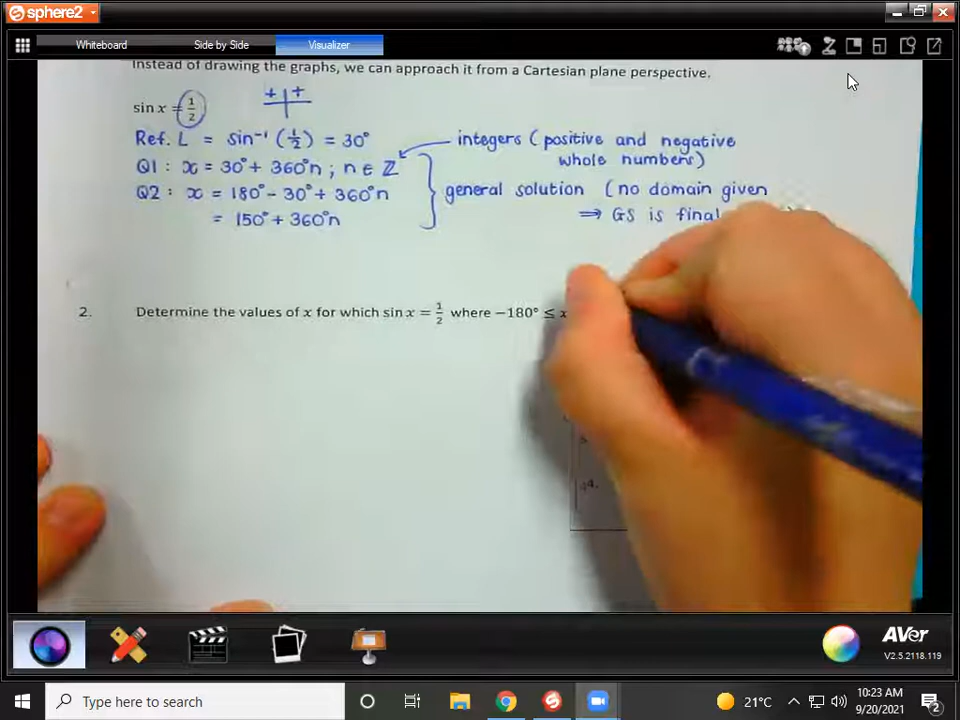 sphere2
Whiteboard
Side by Side
Visualizer
Instead of drawing the graphs, we can approach it from a Cartesian plane perspective.
sin x = 1/2
+ +
Ref. L = sin⁻¹ (1/2) = 30°
integers (positive and negative
whole numbers)
Q1 : x = 30° + 360°n ; n ∈ ℤ
Q2 : x = 180° - 30° + 360°n
= 150° + 360°n
general solution (no domain given
⇒ GS is final
2. Determine the values of x for which sin x = 1/2 where −180° ≤ x
4.
AVer
V2.5.2118.119
Type here to search
21°C
10:23 AM
9/20/2021
2